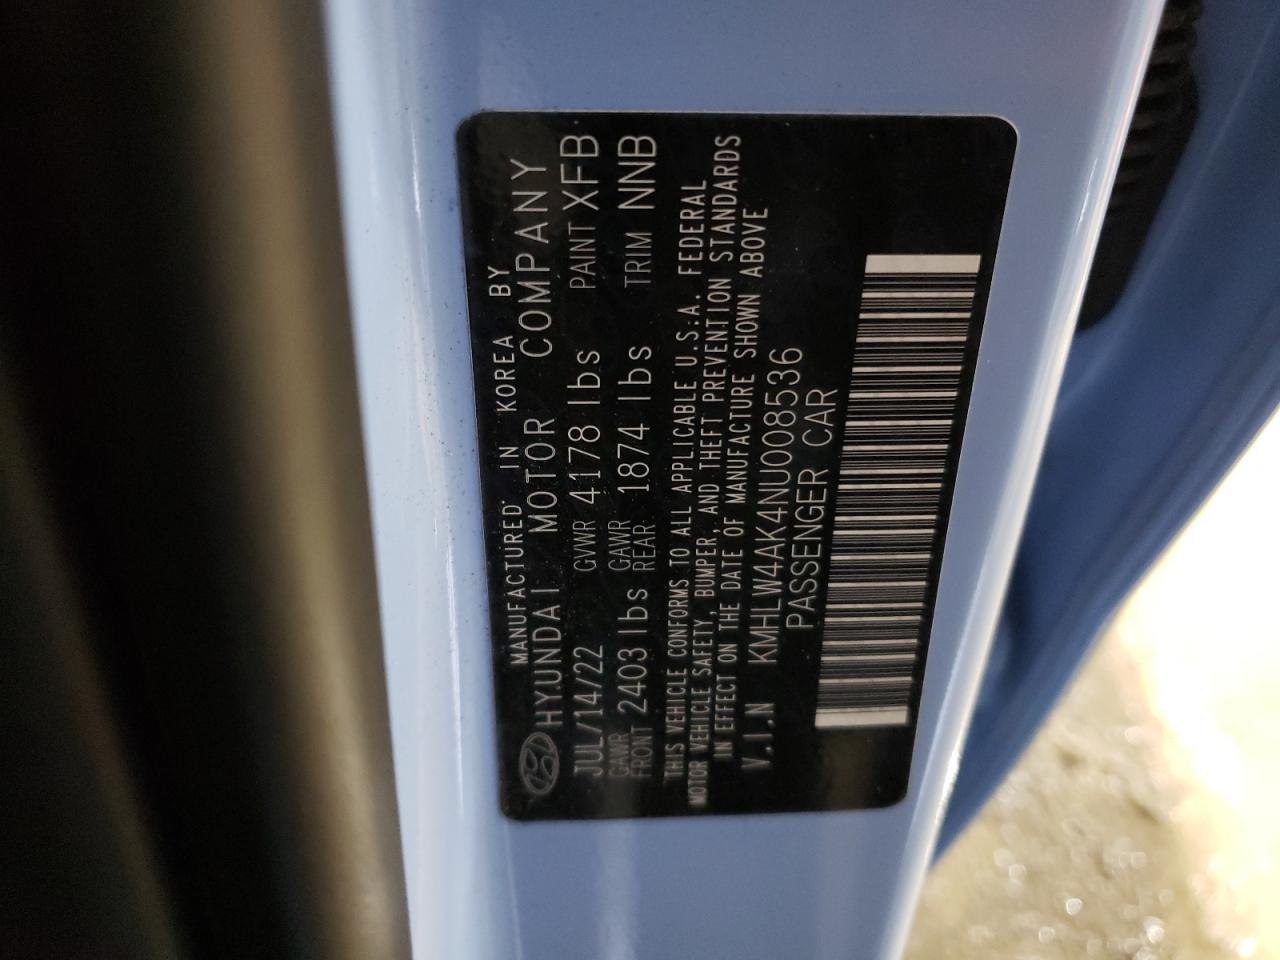 MANUFACTURED IN KOREA BY
HYUNDAI MOTOR COMPANY
JUL/14/22 GVWR 4178 lbs PAINT XFB
GAWR FRONT 2403 lbs GAWR REAR 1874 lbs TRIM NNB
THIS VEHICLE CONFORMS TO ALL APPLICABLE U.S.A. FEDERAL
MOTOR VEHICLE SAFETY, BUMPER, AND THEFT PREVENTION STANDARDS
IN EFFECT ON THE DATE OF MANUFACTURE SHOWN ABOVE
V.I.N KMHLW4AK4NU008536
PASSENGER CAR